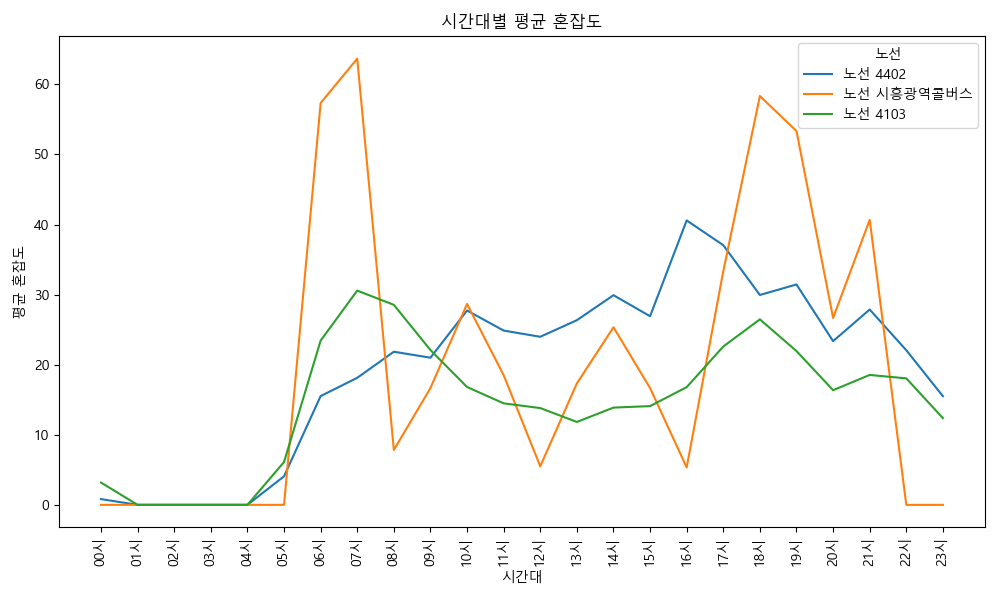 시간대별 평균 혼잡도
노선
노선 4402
노선 시흥광역콜버스
노선 4103
평균 혼잡도
60
50
40
30
20
10
0
00시 01시 02시 03시 04시 05시 06시 07시 08시 09시 10시 11시 12시 13시 14시 15시 16시 17시 18시 19시 20시 21시 22시 23시
시간대